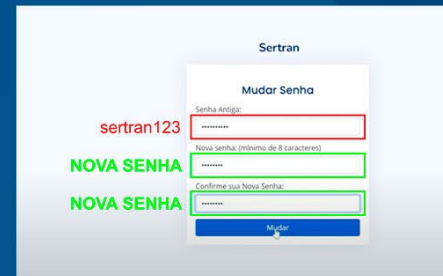 Sertran
Mudar Senha
Senha Antiga:
sertran123
••••••••••
Nova senha: (mínimo de 8 caracteres)
NOVA SENHA
••••••••
Confirme sua Nova Senha:
NOVA SENHA
••••••••
Mudar